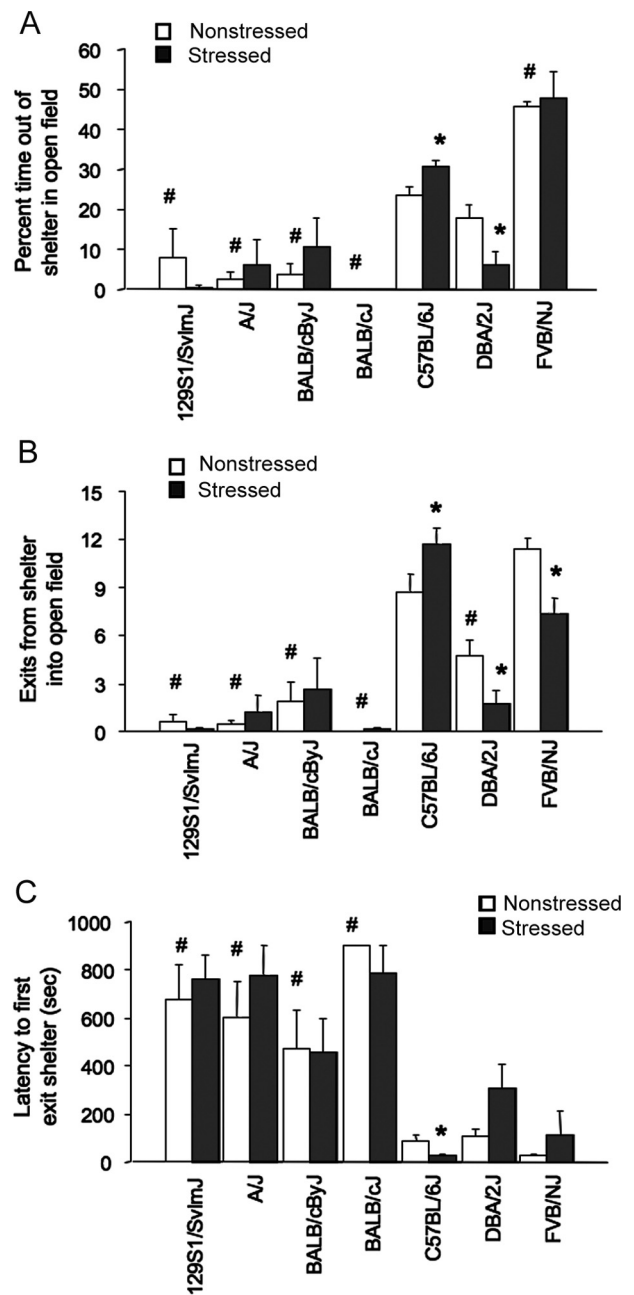 A
Nonstressed
Stressed
Percent time out of
shelter in open field
60
50
40
30
20
10
0
#
#
#
#
*
*
#
129S1/SvImJ
A/J
BALB/cByJ
BALB/cJ
C57BL/6J
DBA/2J
FVB/NJ
B
Nonstressed
Stressed
Exits from shelter
into open field
15
12
9
6
3
0
#
#
#
#
*
#
*
*
129S1/SvImJ
A/J
BALB/cByJ
BALB/cJ
C57BL/6J
DBA/2J
FVB/NJ
C
Nonstressed
Stressed
Latency to first
exit shelter (sec)
1000
800
600
400
200
0
#
#
#
#
*
129S1/SvImJ
A/J
BALB/cByJ
BALB/cJ
C57BL/6J
DBA/2J
FVB/NJ